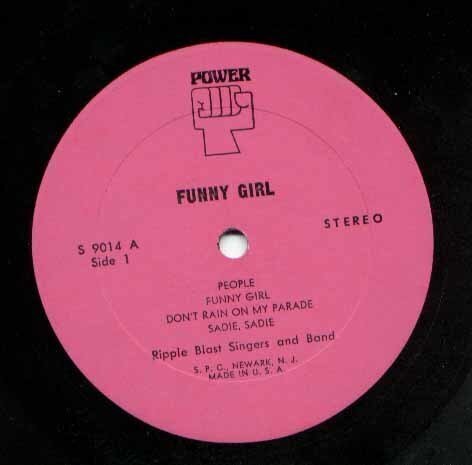 POWER
FUNNY GIRL
STEREO
S 9014 A
Side 1
PEOPLE
FUNNY GIRL
DON'T RAIN ON MY PARADE
SADIE, SADIE
Ripple Blast Singers and Band
S. P. C., NEWARK, N. J.
MADE IN U. S. A.